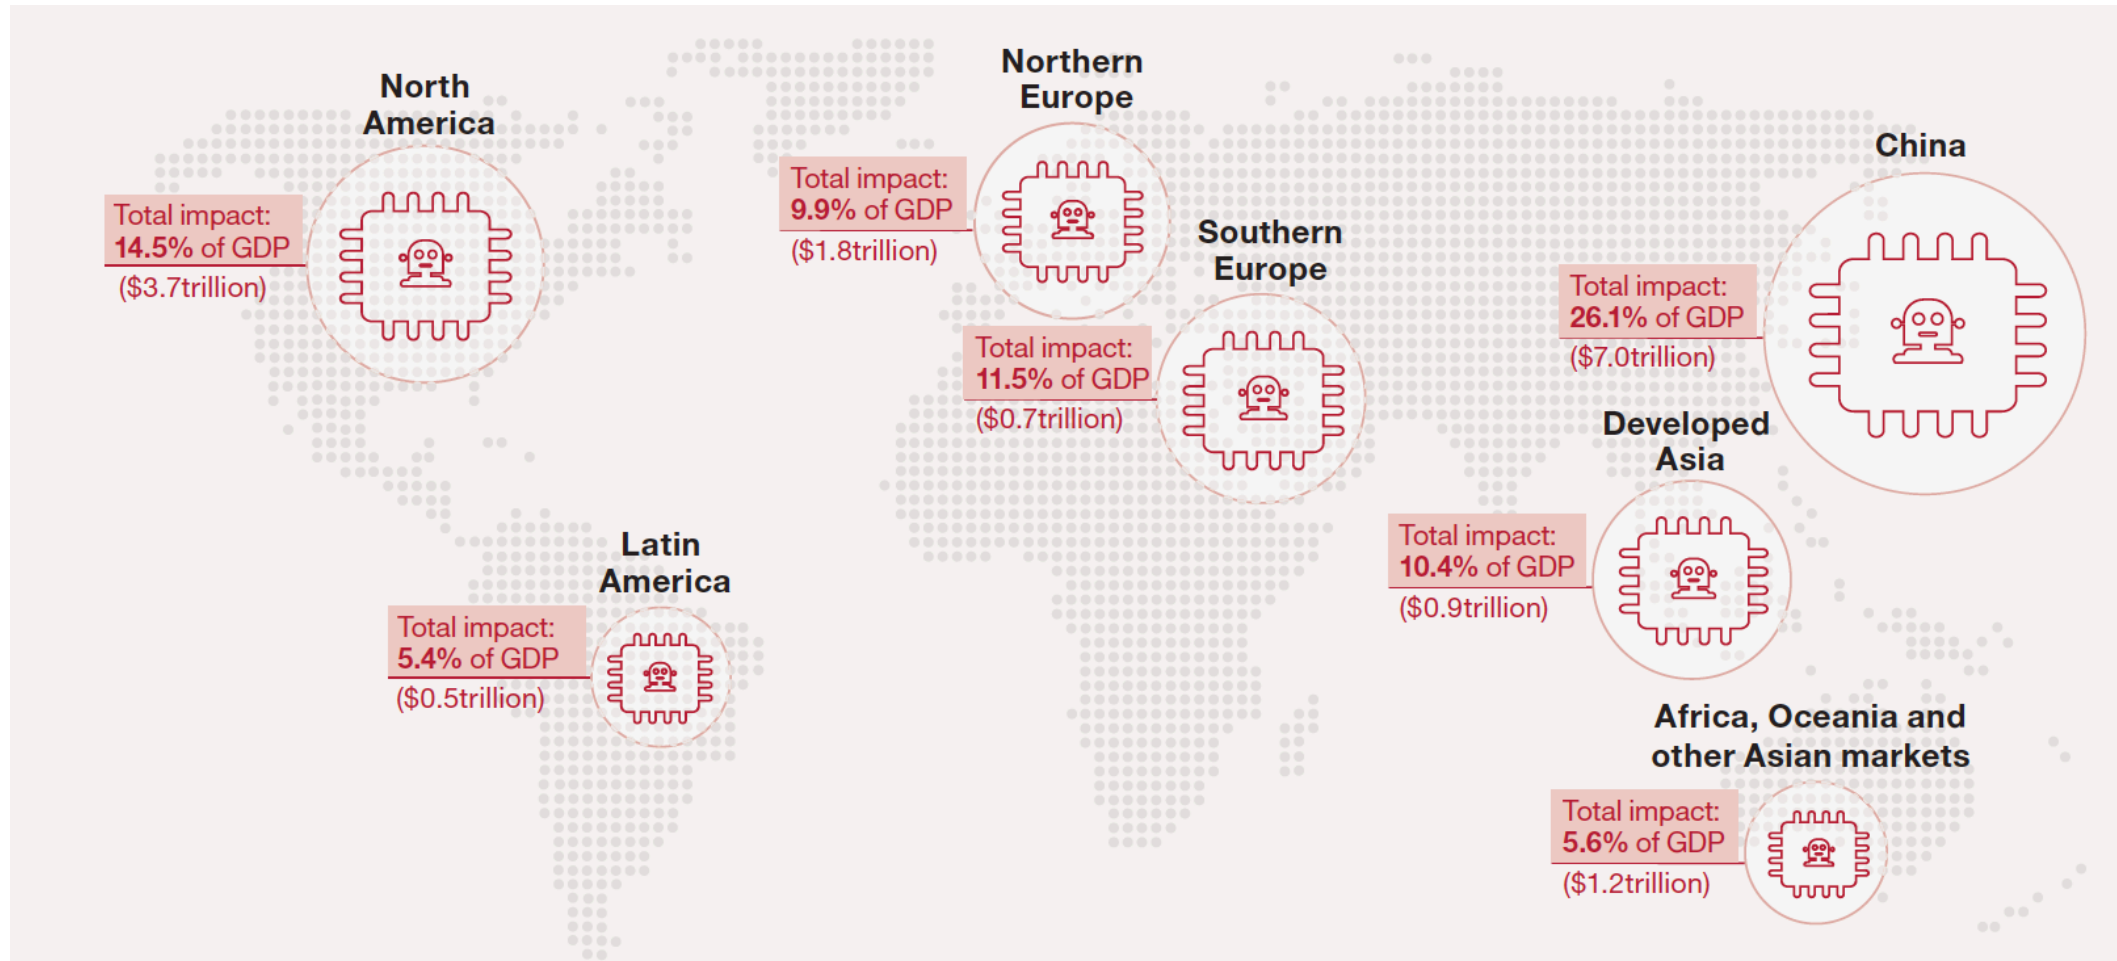 North
America
Total impact:
14.5% of GDP
($3.7trillion)
Northern
Europe
Total impact:
9.9% of GDP
($1.8trillion)
Southern
Europe
Total impact:
11.5% of GDP
($0.7trillion)
China
Total impact:
26.1% of GDP
($7.0trillion)
Developed
Asia
Total impact:
10.4% of GDP
($0.9trillion)
Latin
America
Total impact:
5.4% of GDP
($0.5trillion)
Africa, Oceania and
other Asian markets
Total impact:
5.6% of GDP
($1.2trillion)